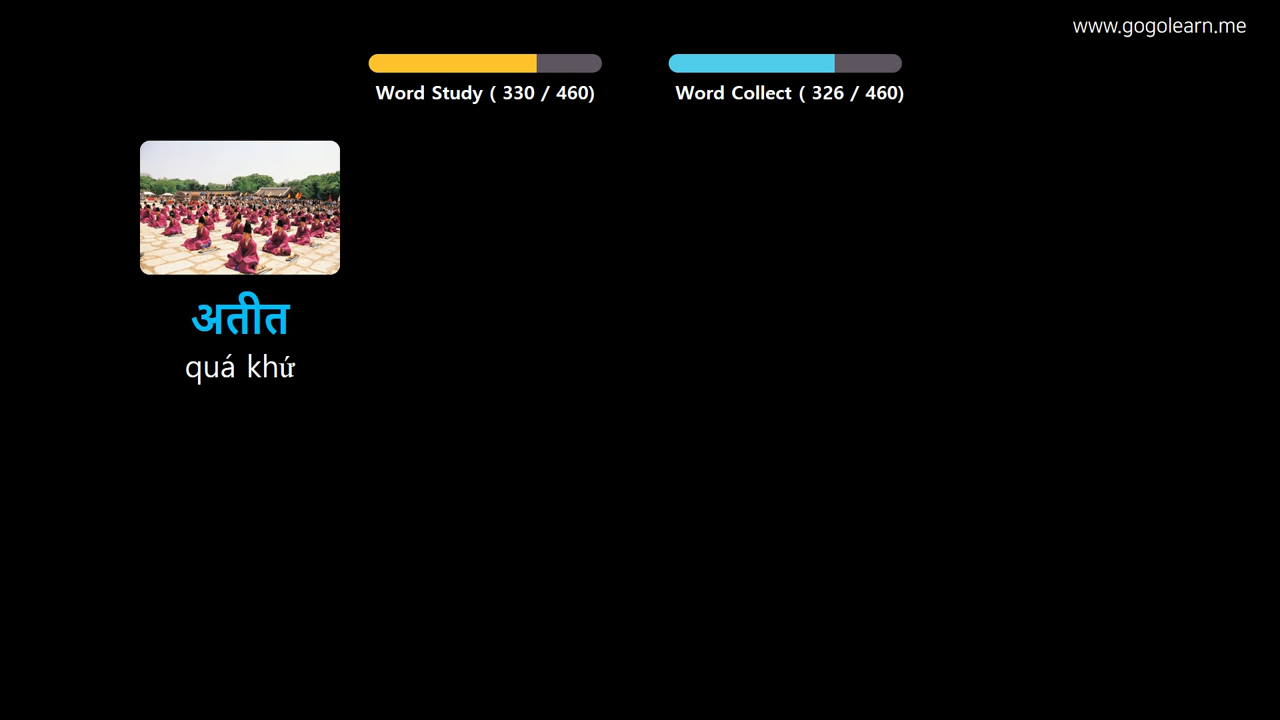 www.gogolearn.me
Word Study ( 330 / 460)
Word Collect ( 326 / 460)
अतीत
quá khứ